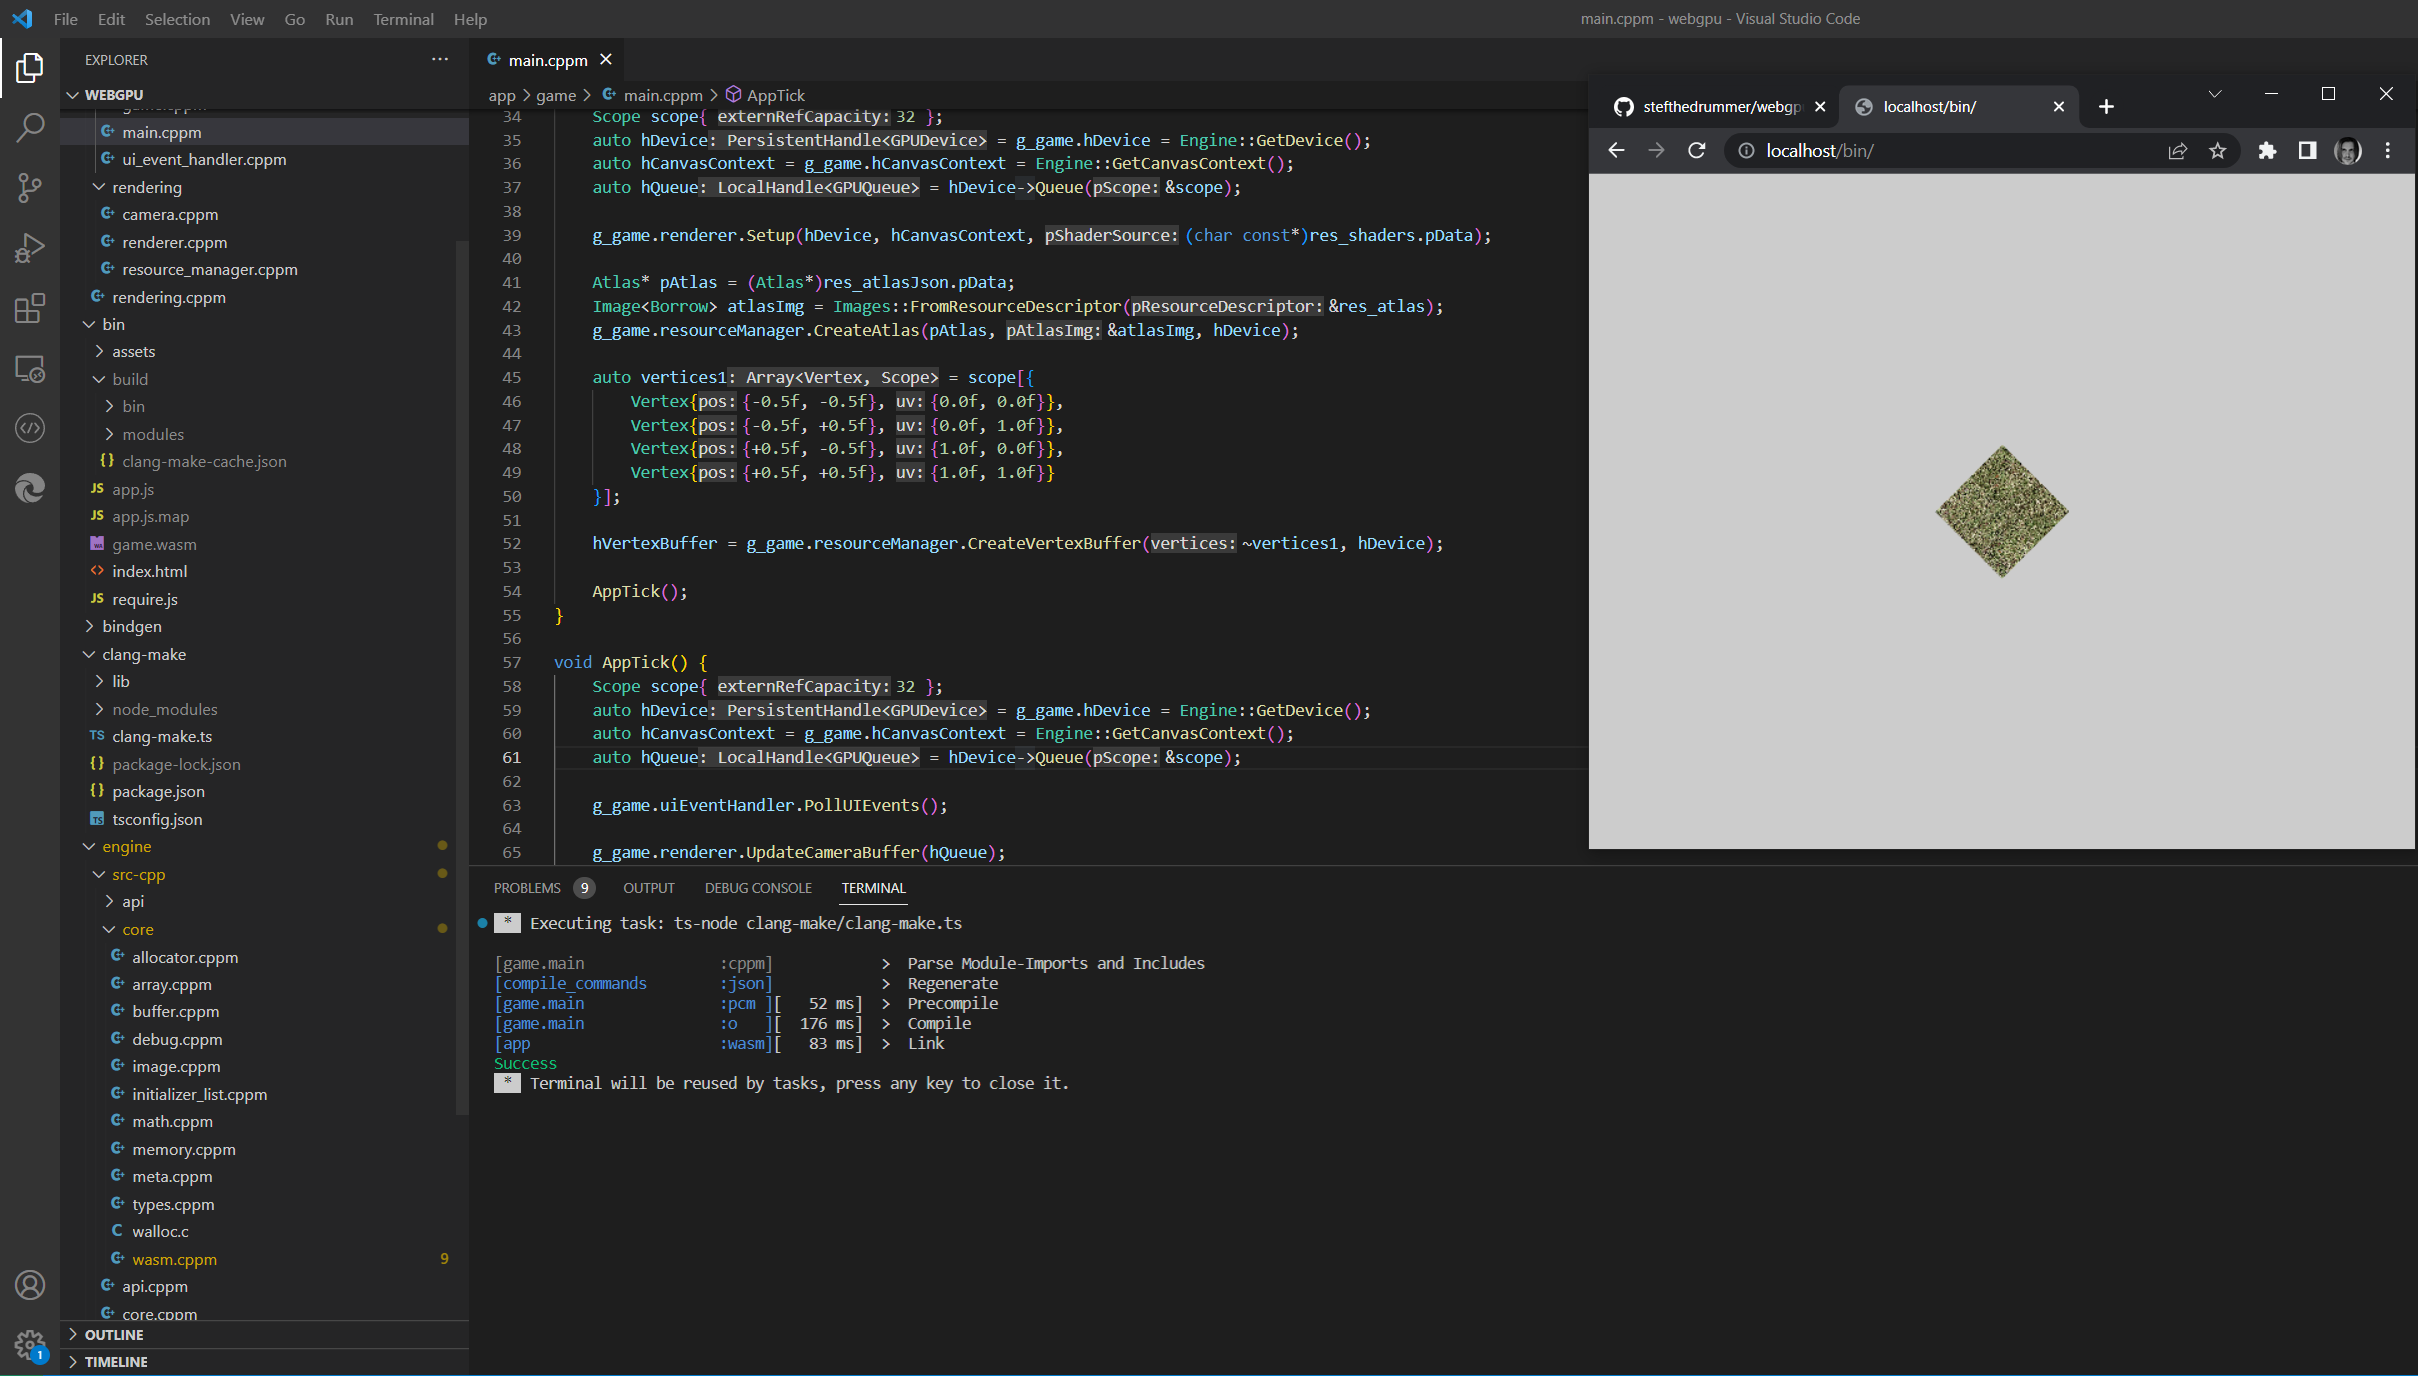 File Edit Selection View Go Run Terminal Help
main.cppm - webgpu - Visual Studio Code
EXPLORER
WEBGPU
main.cppm
ui_event_handler.cppm
rendering
camera.cppm
renderer.cppm
resource_manager.cppm
rendering.cppm
bin
assets
build
bin
modules
clang-make-cache.json
JS app.js
JS app.js.map
game.wasm
index.html
JS require.js
bindgen
clang-make
lib
node_modules
TS clang-make.ts
package-lock.json
package.json
tsconfig.json
engine
src-cpp
api
core
allocator.cppm
array.cppm
buffer.cppm
debug.cppm
image.cppm
initializer_list.cppm
math.cppm
memory.cppm
meta.cppm
types.cppm
C walloc.c
wasm.cppm 9
api.cppm
core.cppm
OUTLINE
TIMELINE
1
main.cppm
app > game > main.cppm > AppTick
34 Scope scope{ externRefCapacity: 32 };
35 auto hDevice: PersistentHandle<GPUDevice> = g_game.hDevice = Engine::GetDevice();
36 auto hCanvasContext = g_game.hCanvasContext = Engine::GetCanvasContext();
37 auto hQueue: LocalHandle<GPUQueue> = hDevice->Queue(pScope: &scope);
38
39 g_game.renderer.Setup(hDevice, hCanvasContext, pShaderSource: (char const*)res_shaders.pData);
40
41 Atlas* pAtlas = (Atlas*)res_atlasJson.pData;
42 Image<Borrow> atlasImg = Images::FromResourceDescriptor(pResourceDescriptor: &res_atlas);
43 g_game.resourceManager.CreateAtlas(pAtlas, pAtlasImg: &atlasImg, hDevice);
44
45 auto vertices1: Array<Vertex, Scope> = scope[{
46 Vertex{pos: {-0.5f, -0.5f}, uv: {0.0f, 0.0f}},
47 Vertex{pos: {-0.5f, +0.5f}, uv: {0.0f, 1.0f}},
48 Vertex{pos: {+0.5f, -0.5f}, uv: {1.0f, 0.0f}},
49 Vertex{pos: {+0.5f, +0.5f}, uv: {1.0f, 1.0f}}
50 }];
51
52 hVertexBuffer = g_game.resourceManager.CreateVertexBuffer(vertices: ~vertices1, hDevice);
53
54 AppTick();
55 }
56
57 void AppTick() {
58 Scope scope{ externRefCapacity: 32 };
59 auto hDevice: PersistentHandle<GPUDevice> = g_game.hDevice = Engine::GetDevice();
60 auto hCanvasContext = g_game.hCanvasContext = Engine::GetCanvasContext();
61 auto hQueue: LocalHandle<GPUQueue> = hDevice->Queue(pScope: &scope);
62
63 g_game.uiEventHandler.PollUIEvents();
64
65 g_game.renderer.UpdateCameraBuffer(hQueue);
stefthedrummer/webgp
localhost/bin/
localhost/bin/
PROBLEMS 9 OUTPUT DEBUG CONSOLE TERMINAL
* Executing task: ts-node clang-make/clang-make.ts
[game.main :cppm] > Parse Module-Imports and Includes
[compile_commands :json] > Regenerate
[game.main :pcm ][ 52 ms] > Precompile
[game.main :o ][ 176 ms] > Compile
[app :wasm][ 83 ms] > Link
Success
* Terminal will be reused by tasks, press any key to close it.